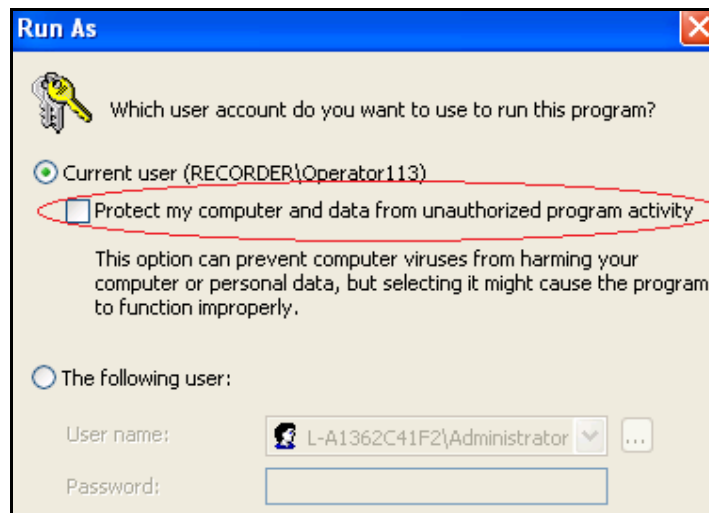 Run As
Which user account do you want to use to run this program?
Current user (RECORDER\Operator113)
Protect my computer and data from unauthorized program activity
This option can prevent computer viruses from harming your
computer or personal data, but selecting it might cause the program
to function improperly.
The following user:
User name:
L-A1362C41F2\Administrator
...
Password: